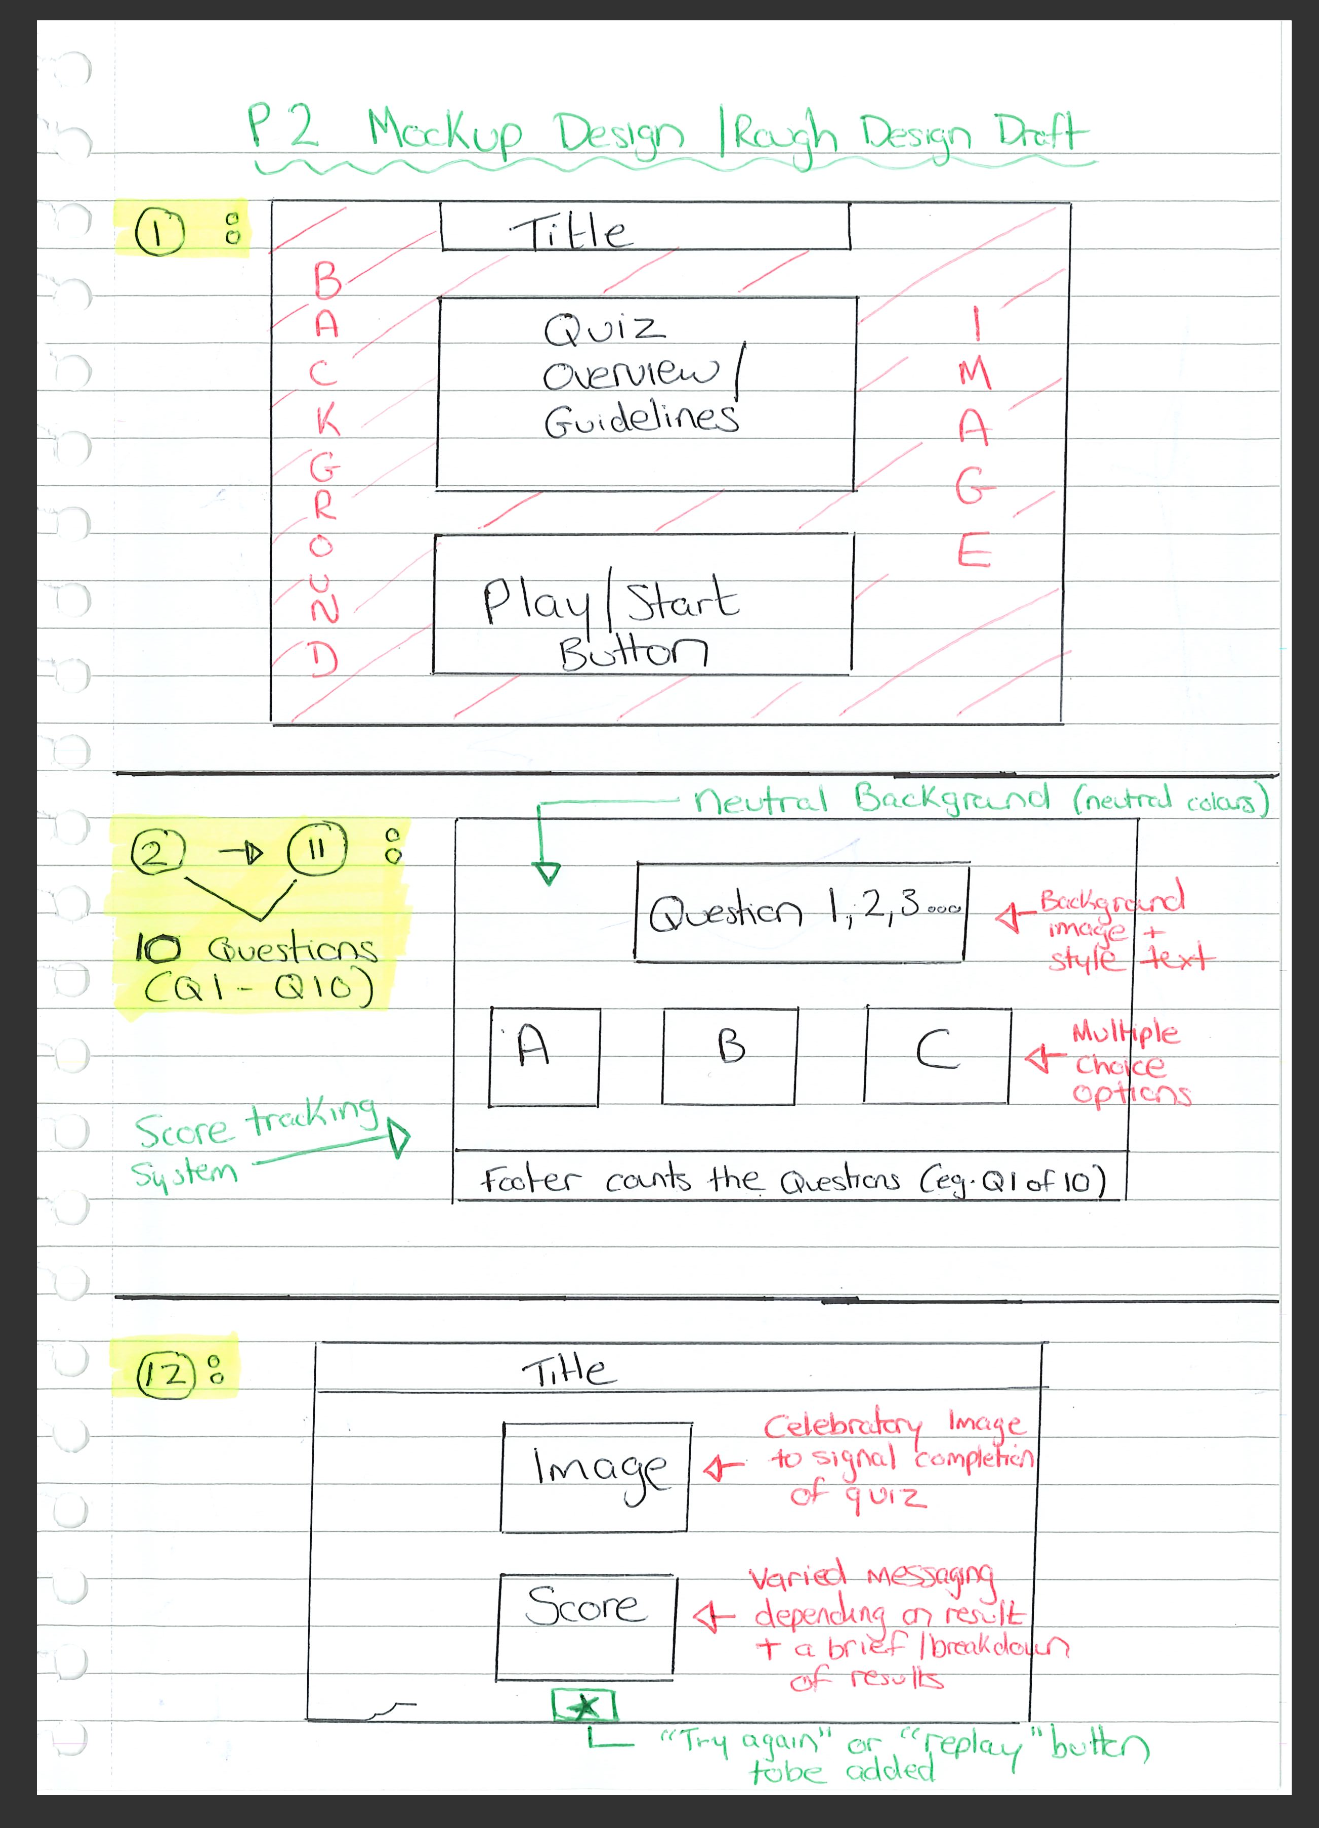 P2 Mockup Design / Rough Design Draft
1 :
Title
BACKGROUND
IMAGE
Quiz
Overview/
Guidelines
Play/Start
Button
Neutral Background (neutral colours)
2 → 11 :
10 Questions
(Q1 - Q10)
Question 1, 2, 3....
Background
image +
style text
A B C
Multiple
choice
options
Score tracking
System
Footer counts the Questions (eg. Q1 of 10)
12 :
Title
Image
Celebratory Image
to signal completion
of quiz
Score
Varied messaging
depending on result
+ a brief /breakdown
of results
"Try again" or "replay" button
tobe added